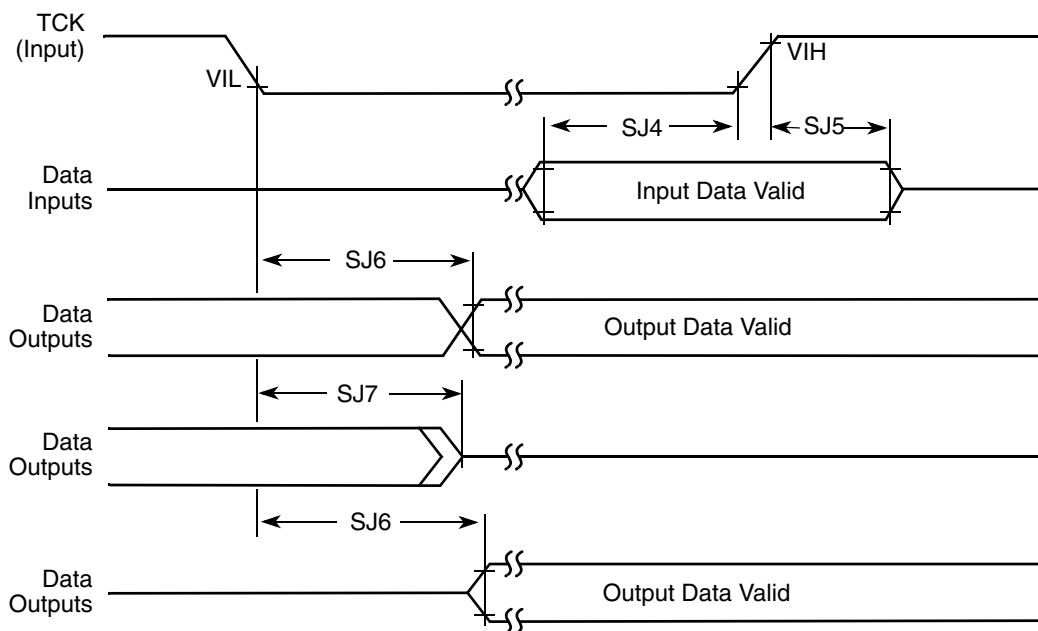 TCK
(Input)
VIL
VIH
SJ4
SJ5
Data
Inputs
Input Data Valid
SJ6
Data
Outputs
Output Data Valid
SJ7
Data
Outputs
SJ6
Data
Outputs
Output Data Valid